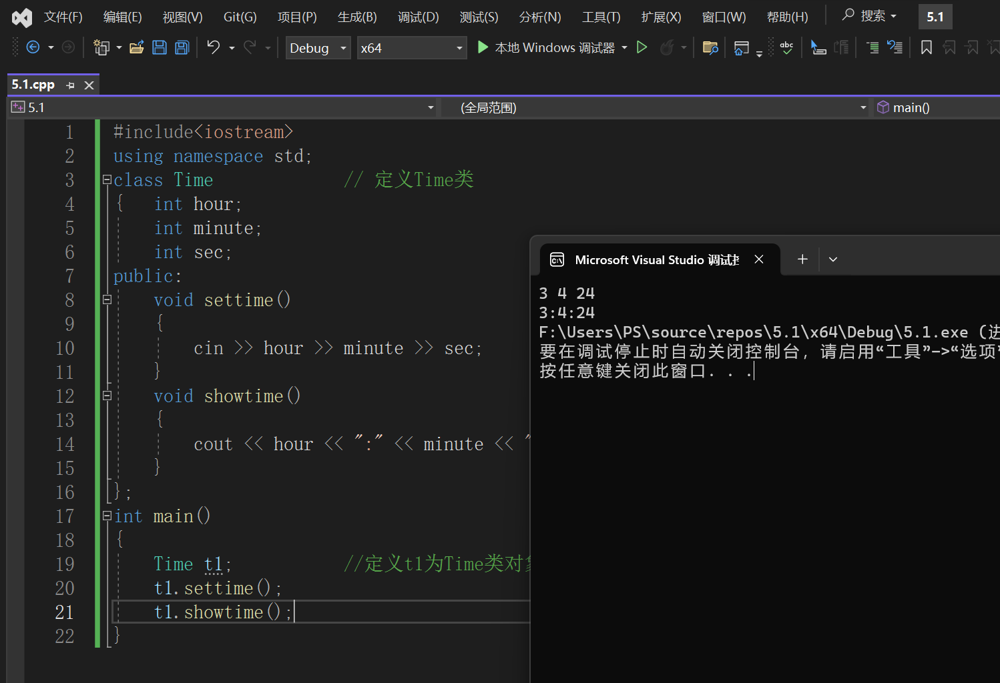 文件(F) 编辑(E) 视图(V) Git(G) 项目(P) 生成(B) 调试(D) 测试(S) 分析(N) 工具(T) 扩展(X) 窗口(W) 帮助(H) 搜索 5.1
Debug x64 本地 Windows 调试器 abc
5.1.cpp
5.1 (全局范围) main()
1 #include<iostream>
2 using namespace std;
3 class Time // 定义Time类
4 { int hour;
5 int minute;
6 int sec;
7 public:
8 void settime()
9 {
10 cin >> hour >> minute >> sec;
11 }
12 void showtime()
13 {
14 cout << hour << ":" << minute << "
15 }
16 };
17 int main()
18 {
19 Time t1; //定义t1为Time类对
20 t1.settime();
21 t1.showtime();
22 }
Microsoft Visual Studio 调试
3 4 24
3:4:24
F:\Users\PS\source\repos\5.1\x64\Debug\5.1.exe (进
要在调试停止时自动关闭控制台，请启用“工具”->“选项”
按任意键关闭此窗口. . .